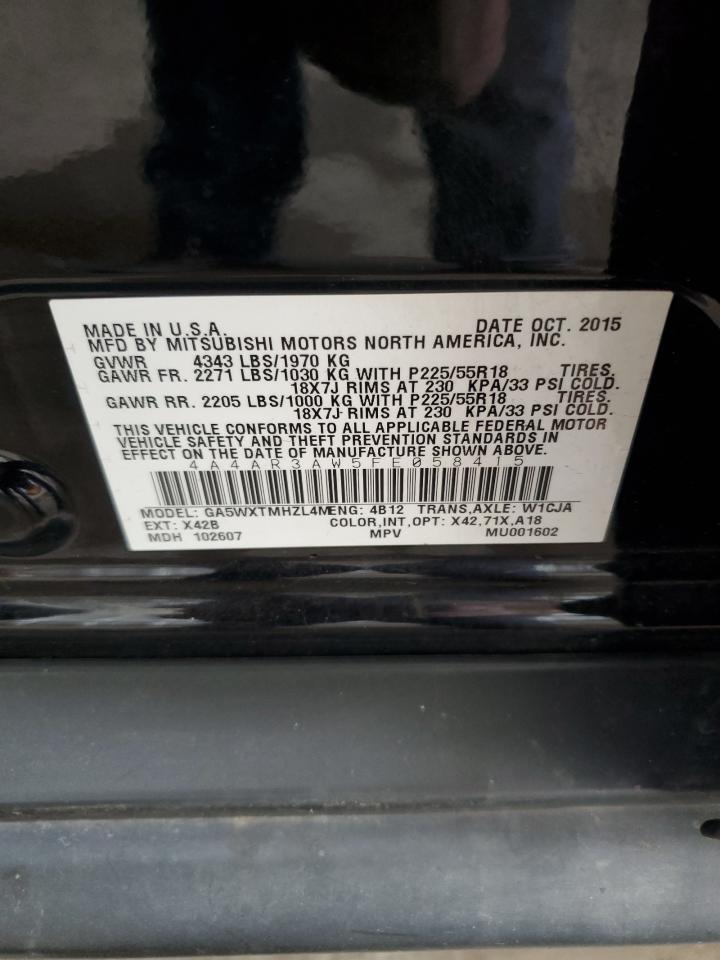 MADE IN U.S.A. DATE OCT. 2015
MFD BY MITSUBISHI MOTORS NORTH AMERICA, INC.
GVWR 4343 LBS/1970 KG
GAWR FR. 2271 LBS/1030 KG WITH P225/55R18 TIRES.
18X7J RIMS AT 230 KPA/33 PSI COLD.
GAWR RR. 2205 LBS/1000 KG WITH P225/55R18 TIRES.
18X7J RIMS AT 230 KPA/33 PSI COLD.
THIS VEHICLE CONFORMS TO ALL APPLICABLE FEDERAL MOTOR
VEHICLE SAFETY AND THEFT PREVENTION STANDARDS IN
EFFECT ON THE DATE OF MANUFACTURE SHOWN ABOVE.
4A4AR3AW5FE058415
MODEL: GA5WXTMHZL4M ENG: 4B12 TRANS,AXLE: W1CJA
EXT: X42B COLOR,INT,OPT: X42,71X,A18
MDH 102607 MPV MU001602